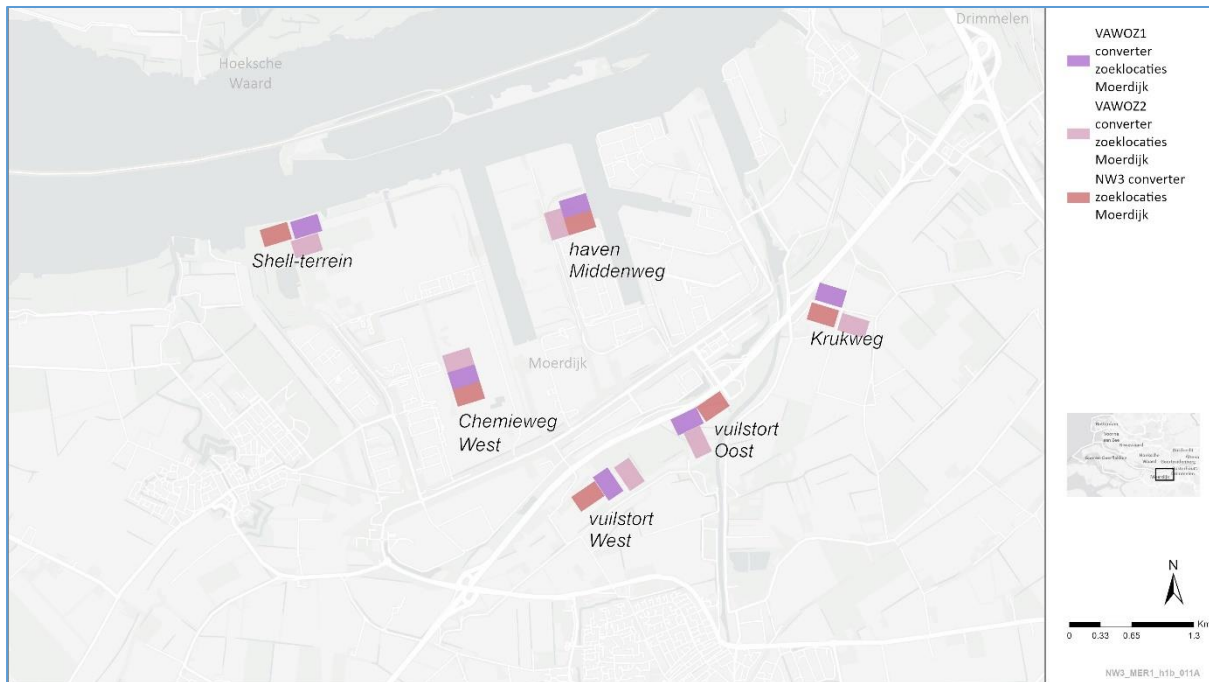 Drimmelen
Hoeksche
Waard
Shell-terrein
haven
Middenweg
Krukweg
Moerdijk
Chemieweg
West
vuilstort
Oost
vuilstort
West
VAWOZ1
converter
zoeklocaties
Moerdijk
VAWOZ2
converter
zoeklocaties
Moerdijk
NW3 converter
zoeklocaties
Moerdijk
Moerdijk
N
Km
0 0.33 0.65 1.3
NW3_MER1_h1b_011A